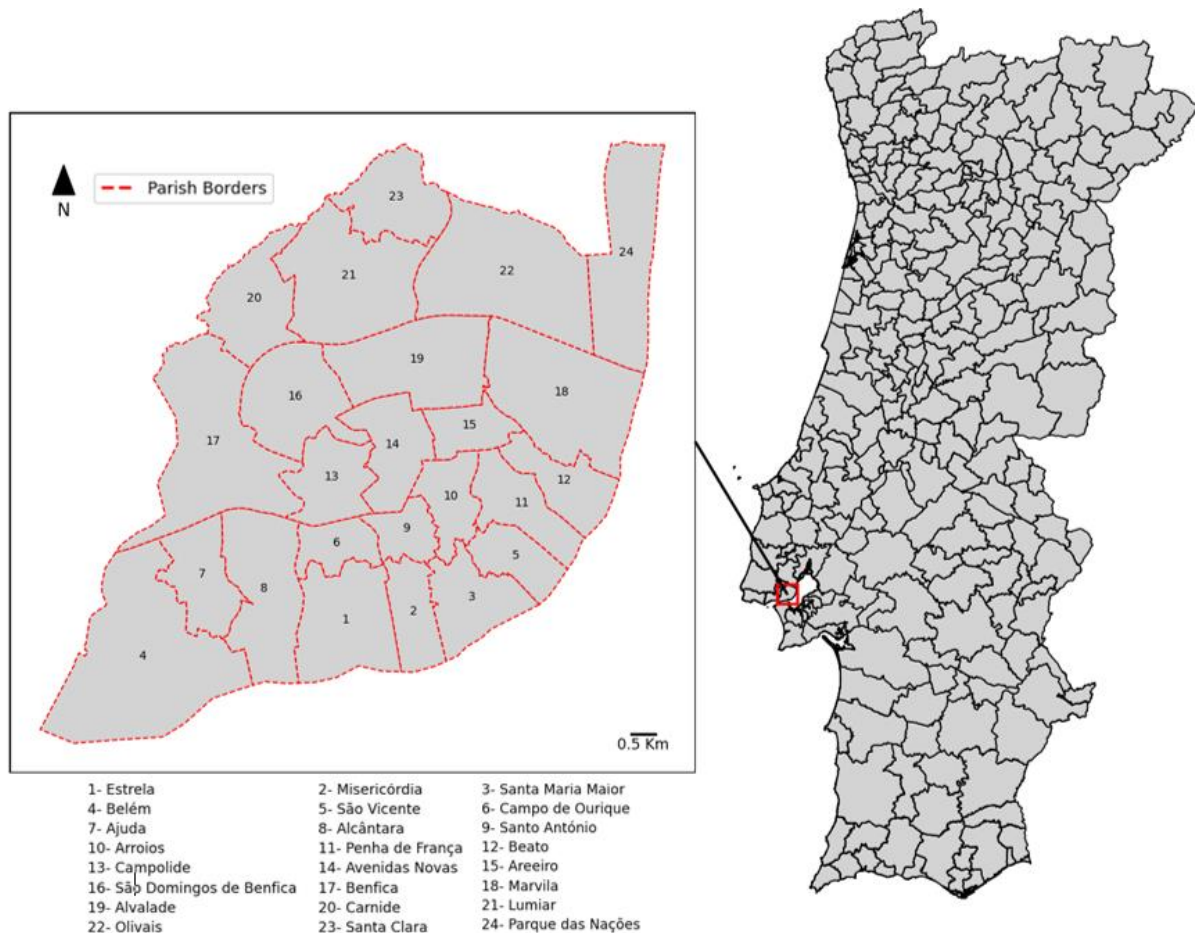 Parish Borders
N
23
24
22
21
20
19
18
16
15
17
14
13
12
10
11
9
6
5
7
8
3
2
1
4
0.5 Km
1- Estrela 2- Misericórdia 3- Santa Maria Maior
4- Belém 5- São Vicente 6- Campo de Ourique
7- Ajuda 8- Alcântara 9- Santo António
10- Arroios 11- Penha de França 12- Beato
13- Campolide 14- Avenidas Novas 15- Areeiro
16- São Domingos de Benfica 17- Benfica 18- Marvila
19- Alvalade 20- Carnide 21- Lumiar
22- Olivais 23- Santa Clara 24- Parque das Nações